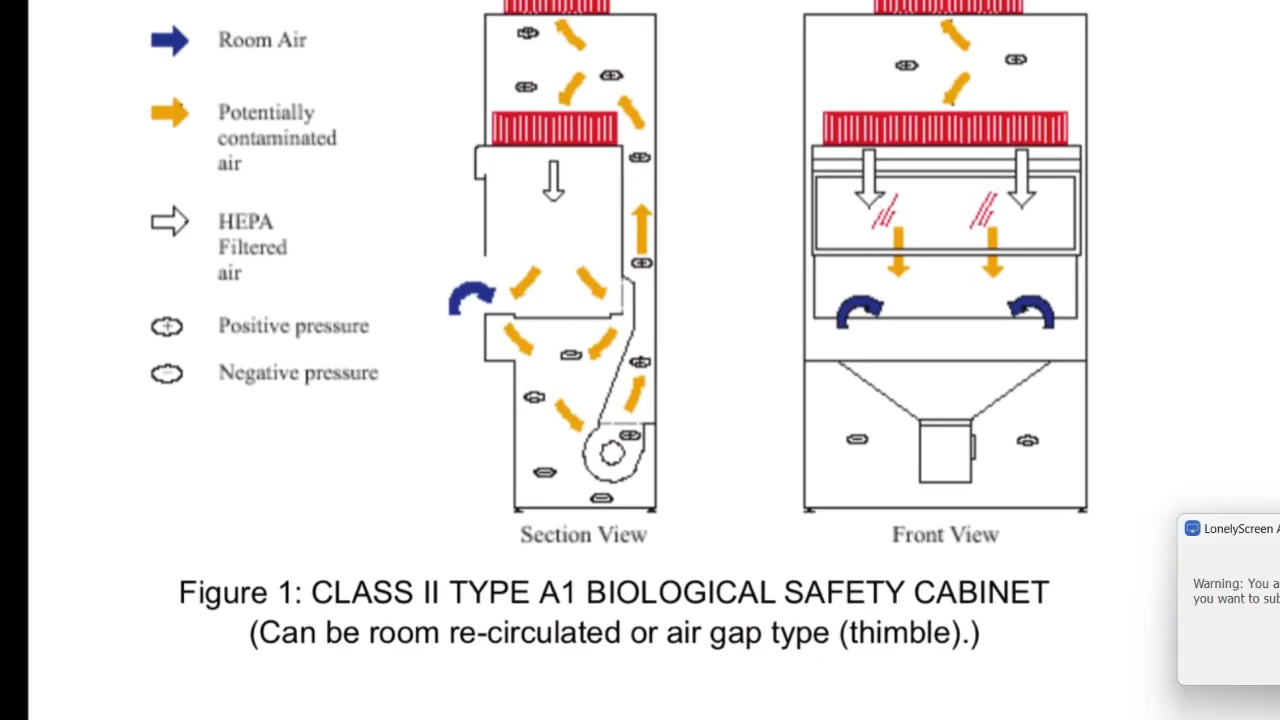 Room Air
Potentially
contaminated
air
HEPA
Filtered
air
Positive pressure
Negative pressure
Section View
Front View
Figure 1: CLASS II TYPE A1 BIOLOGICAL SAFETY CABINET
(Can be room re-circulated or air gap type (thimble).)
LonelyScreen A
Warning: You a
you want to sub